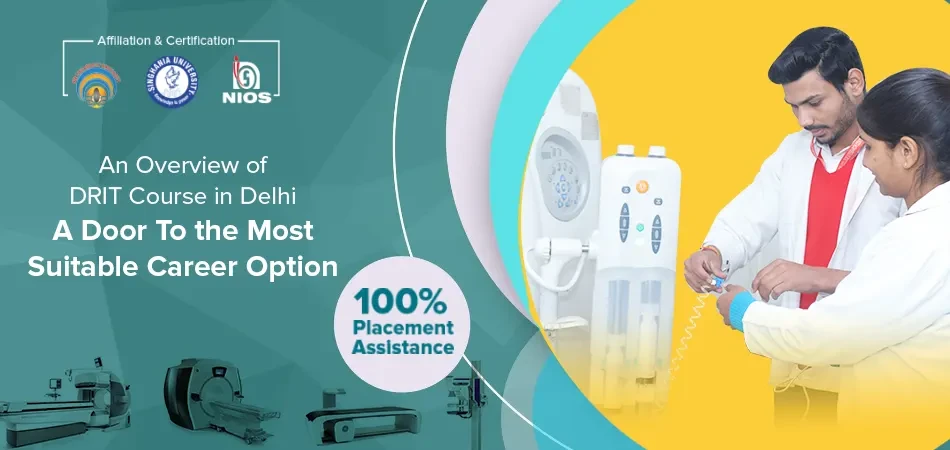 Affiliation & Certification
SINGHANIA UNIVERSITY
NIOS
An Overview of
DRIT Course in Delhi
A Door To the Most
Suitable Career Option
100%
Placement
Assistance